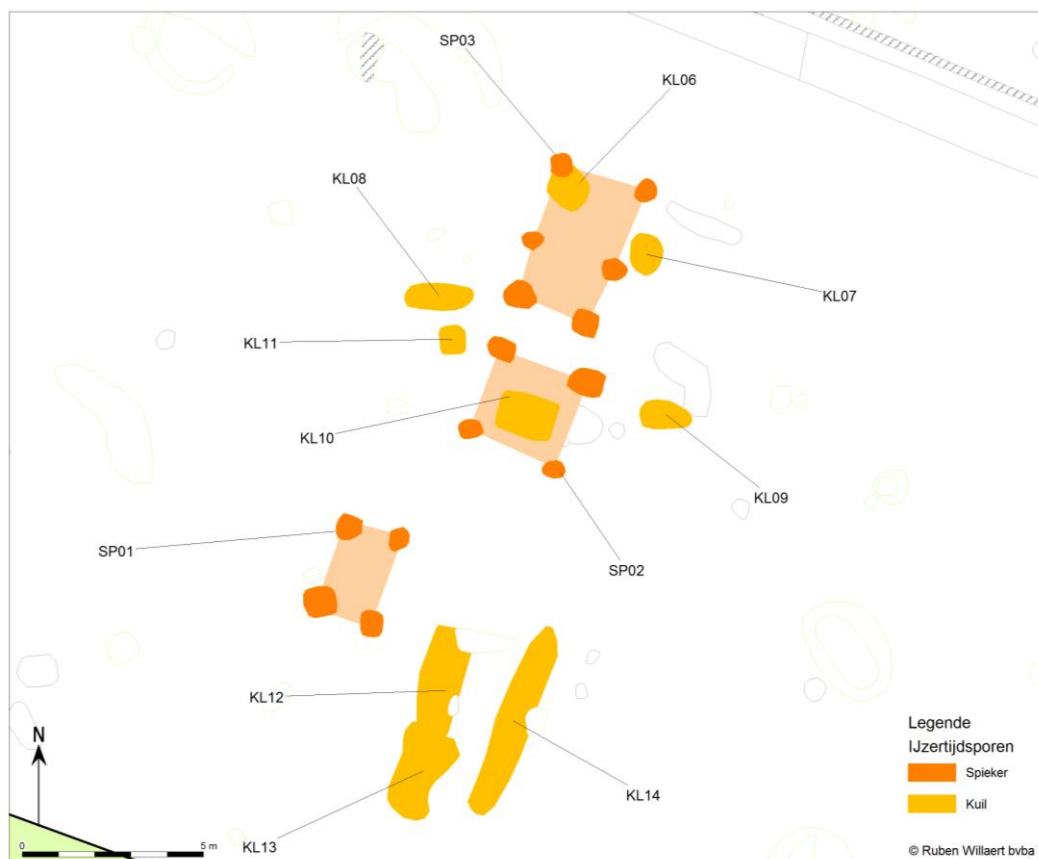 SP03
KL06
KL08
KL07
KL11
KL10
KL09
SP01
SP02
KL12
KL14
KL13
N
0 5 m
Legende
IJzertijdsporen
Spieker
Kuil
© Ruben Willaert bvba